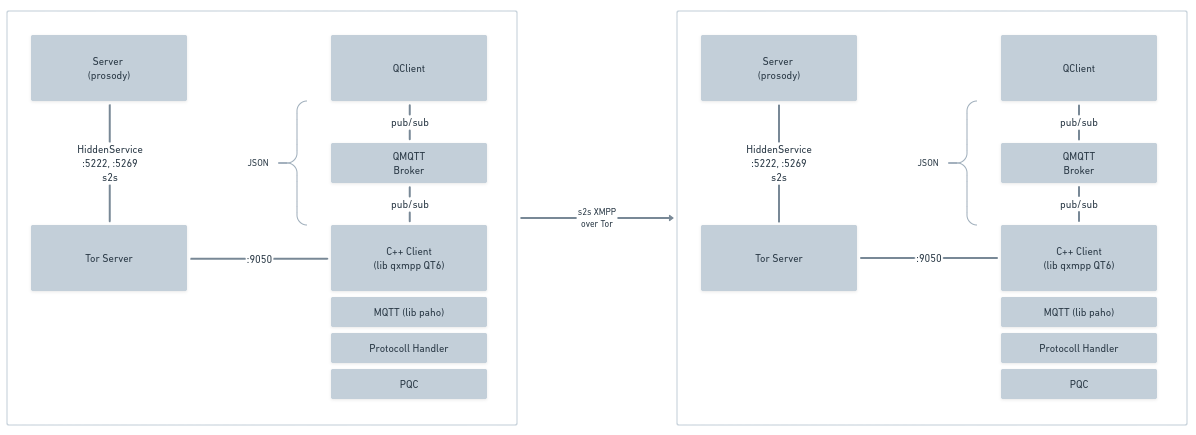 Server
(prosody)
HiddenService
:5222, :5269
s2s
Tor Server
:9050
JSON
QClient
pub/sub
QMQTT
Broker
pub/sub
C++ Client
(lib qxmpp QT6)
MQTT (lib paho)
Protocoll Handler
PQC
s2s XMPP
over Tor
Server
(prosody)
HiddenService
:5222, :5269
s2s
Tor Server
:9050
JSON
QClient
pub/sub
QMQTT
Broker
pub/sub
C++ Client
(lib qxmpp QT6)
MQTT (lib paho)
Protocoll Handler
PQC